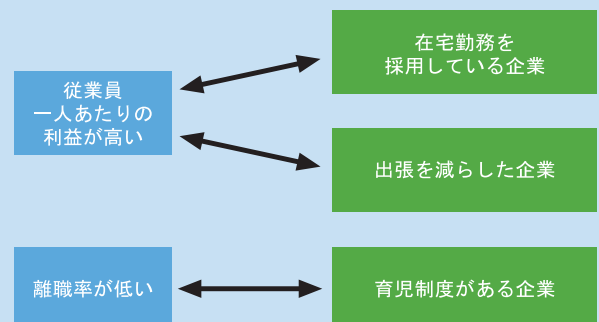 従業員
一人あたりの
利益が高い
在宅勤務を
採用している企業
出張を減らした企業
離職率が低い
育児制度がある企業